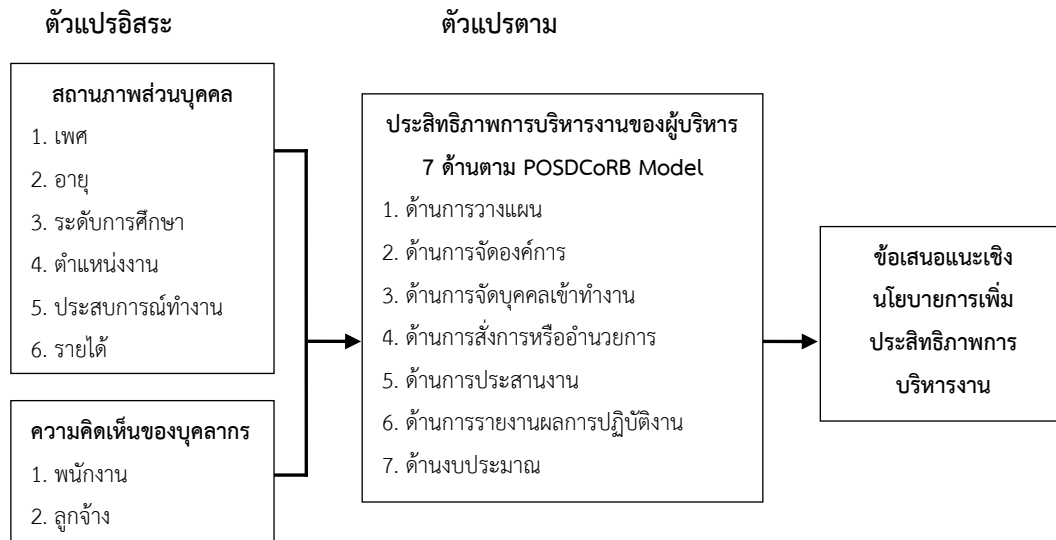 ตัวแปรอิสระ
ตัวแปรตาม
สถานภาพส่วนบุคคล
1. เพศ
2. อายุ
3. ระดับการศึกษา
4. ตำแหน่งงาน
5. ประสบการณ์ทำงาน
6. รายได้
ความคิดเห็นของบุคลากร
1. พนักงาน
2. ลูกจ้าง
ประสิทธิภาพการบริหารงานของผู้บริหาร
7 ด้านตาม POSDCoRB Model
1. ด้านการวางแผน
2. ด้านการจัดองค์การ
3. ด้านการจัดบุคคลเข้าทำงาน
4. ด้านการสั่งการหรืออำนวยการ
5. ด้านการประสานงาน
6. ด้านการรายงานผลการปฏิบัติงาน
7. ด้านงบประมาณ
ข้อเสนอแนะเชิง
นโยบายการเพิ่ม
ประสิทธิภาพการ
บริหารงาน